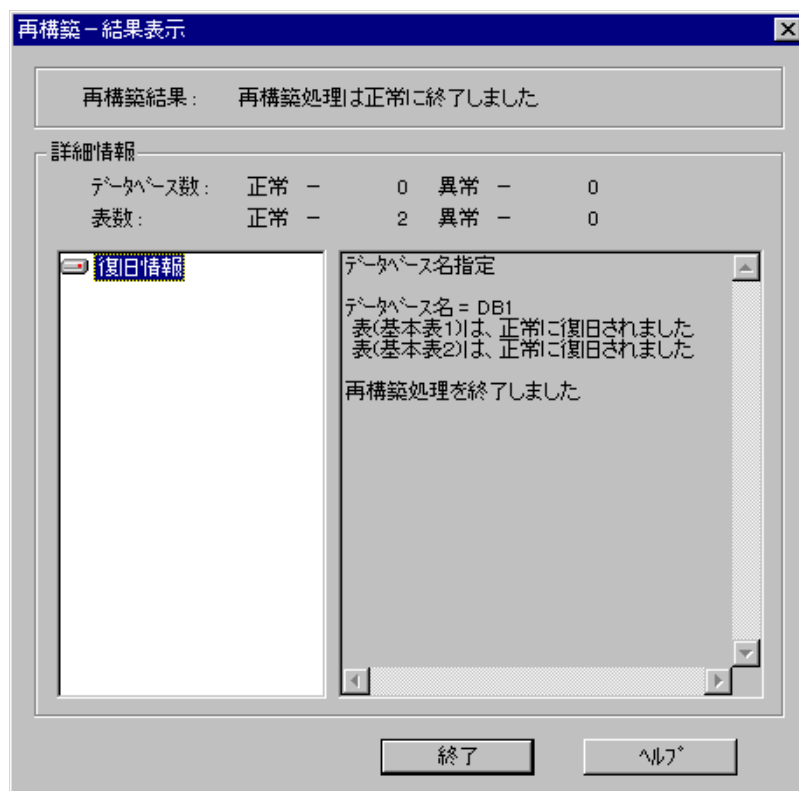 再構築－結果表示
再構築結果： 再構築処理は正常に終了しました
詳細情報
ﾃﾞｰﾀﾍﾞｰｽ数： 正常 － 0 異常 － 0
表数： 正常 － 2 異常 － 0
復旧情報
ﾃﾞｰﾀﾍﾞｰｽ名指定
ﾃﾞｰﾀﾍﾞｰｽ名 = DB1
表(基本表1)は、正常に復旧されました
表(基本表2)は、正常に復旧されました
再構築処理を終了しました
終了
ﾍﾙﾌﾟ